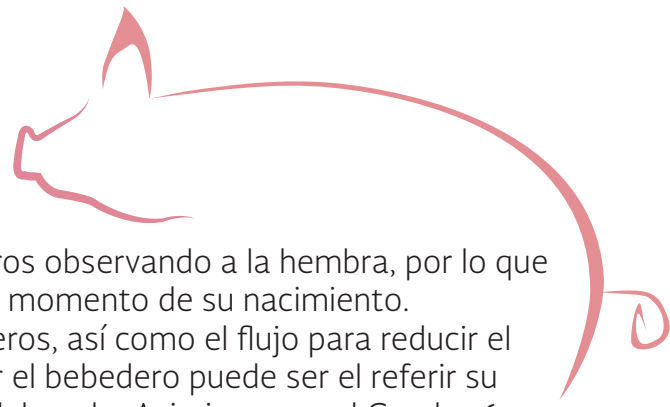 ros observando a la hembra, por lo que
momento de su nacimiento.
eros, así como el flujo para reducir el
r el bebedero puede ser el referir su